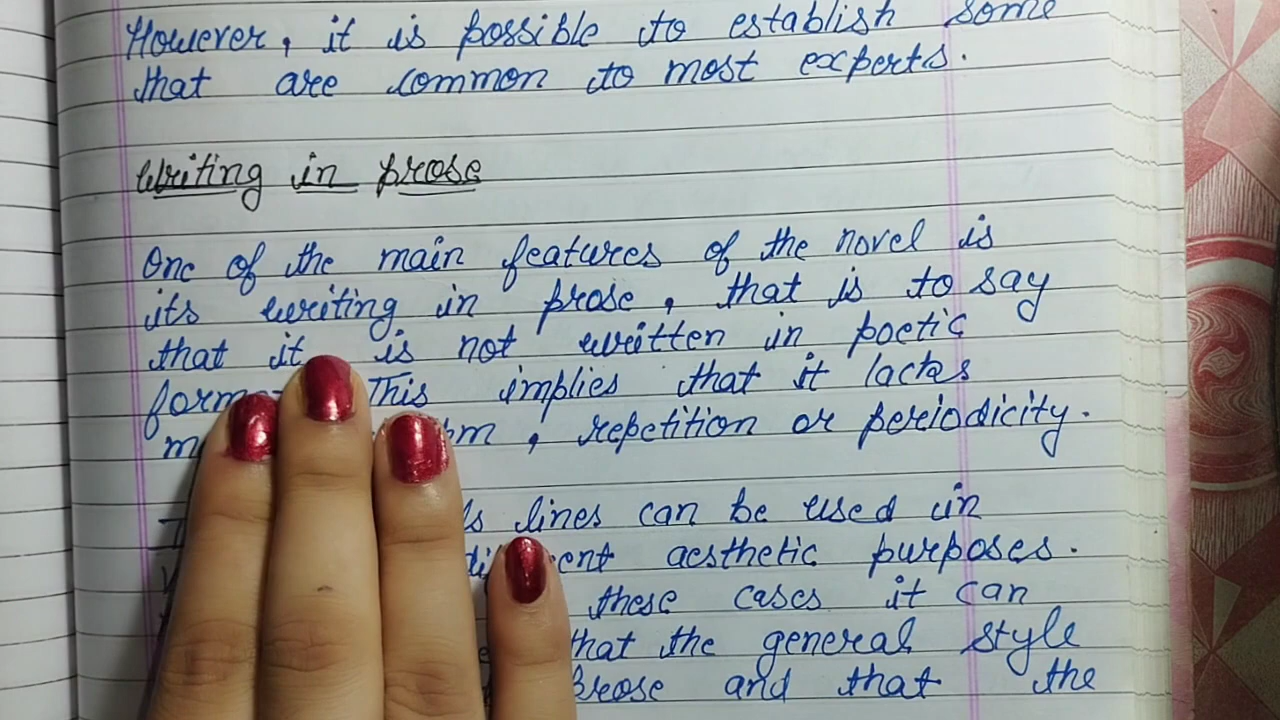 However, it is possible to establish some
that are common to most experts.
Writing in prose
One of the main features of the novel is
its writing in prose, that is to say
that it is not written in poetic
This implies that it lacks
, repetition or periodicity.
lines can be used in
aesthetic purposes.
these cases it can
that the general style
prose and that the